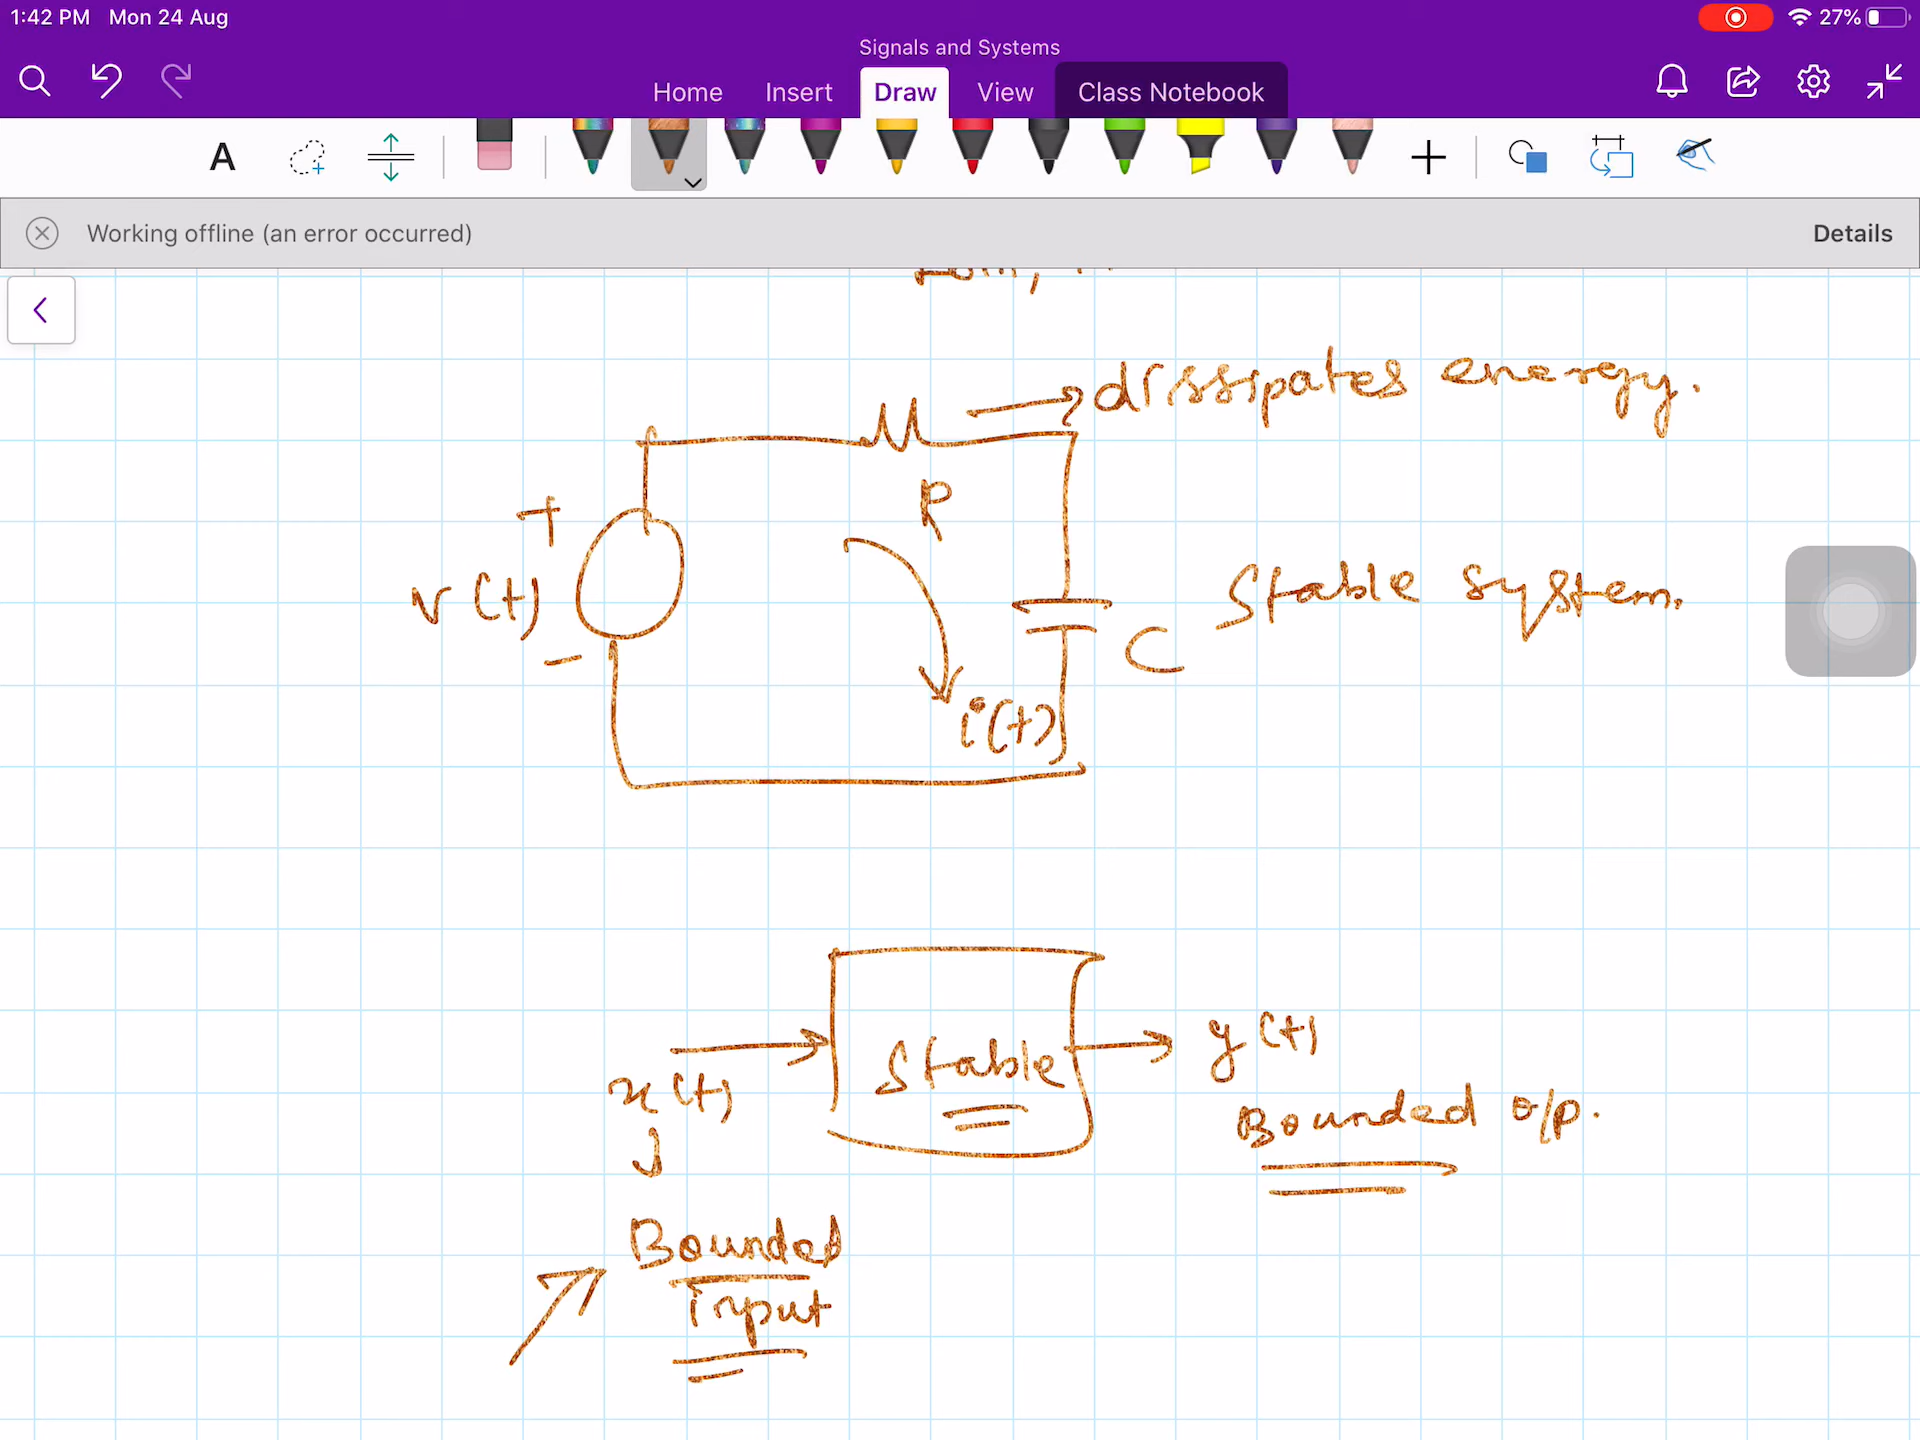 1:42 PM Mon 24 Aug
27%
Signals and Systems
Home Insert Draw View Class Notebook
A
Working offline (an error occurred)
Details
dissipates energy.
R
+
v(t)
-
C
i(t)
Stable system.
Stable
x(t)
y(t)
Bounded o/p.
Bounded
input